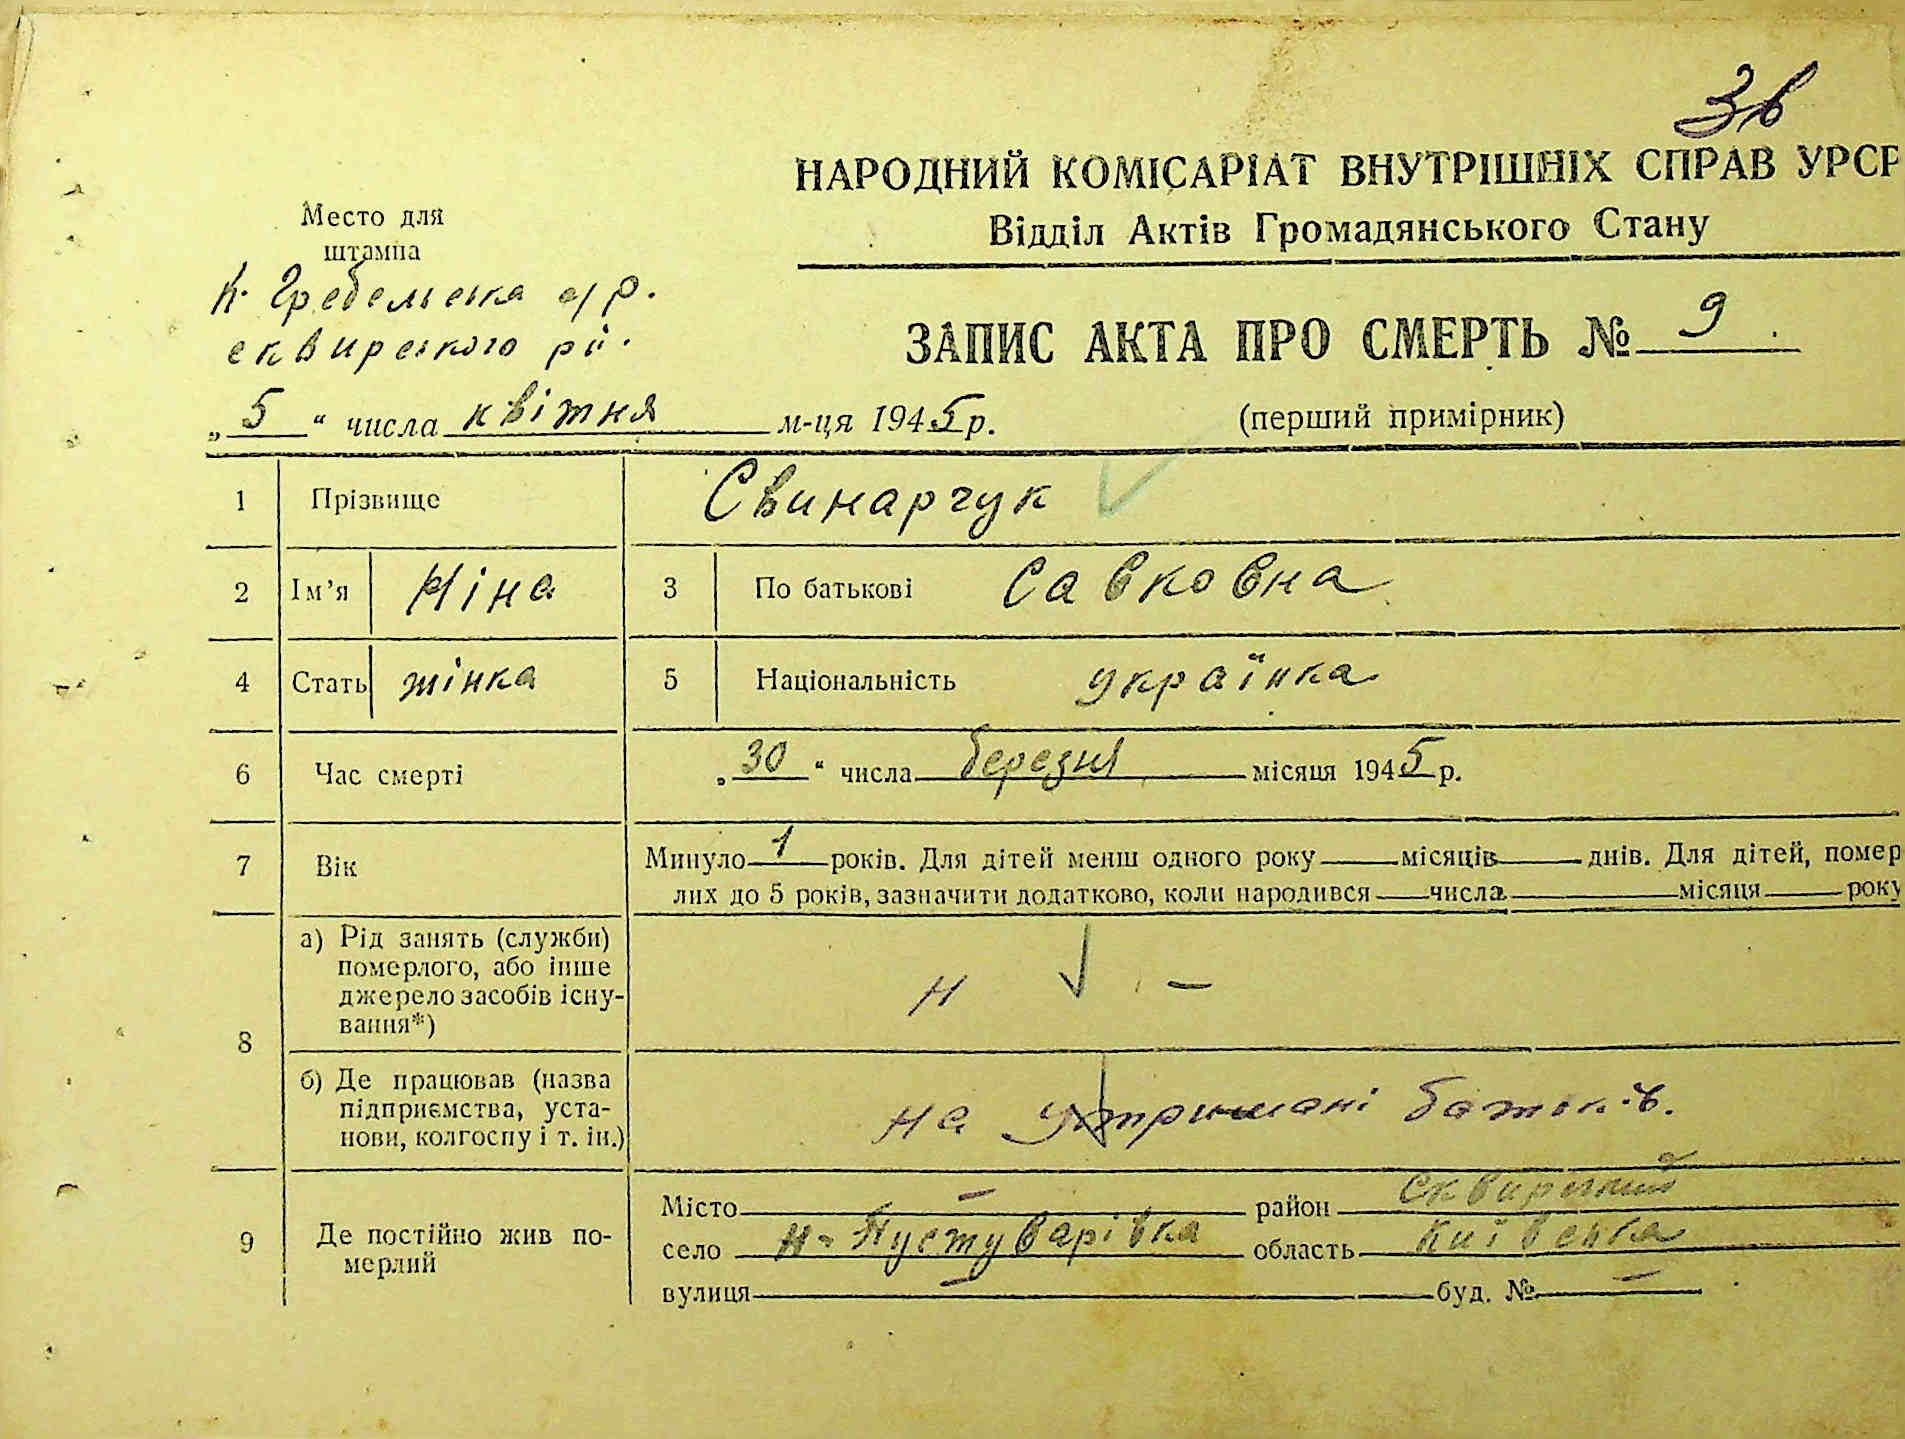 Зв
НАРОДНИЙ КОМІСАРІАТ ВНУТРІШНІХ СПРАВ УРСР
Відділ Актів Громадянського Стану
Место для
штампа
К. Гребельська с/р.
сквирського р-н.
ЗАПИС АКТА ПРО СМЕРТЬ № 9
„5“ числа квітня м-ця 1945 р.
(перший примірник)
1 Прізвище Свинарчук
2 Ім’я Ніна 3 По батькові Савковна
4 Стать жінка 5 Національність українка
6 Час смерті „30“ числа березня місяця 1945 р.
7 Вік Минуло 1 років. Для дітей менш одного року місяців днів. Для дітей, помер
лих до 5 років, зазначити додатково, коли народився числа місяця року
8 а) Рід занять (служби)
померлого, або інше
джерело засобів існу-
вання*)
н —
б) Де працював (назва
підприємства, уста-
нови, колгоспу і т. ін.)
на утримані батьків.
9 Де постійно жив по-
мерлий
Місто — район Сквирський
село Н-Пустуварівка область Київська
вулиця — буд. № —